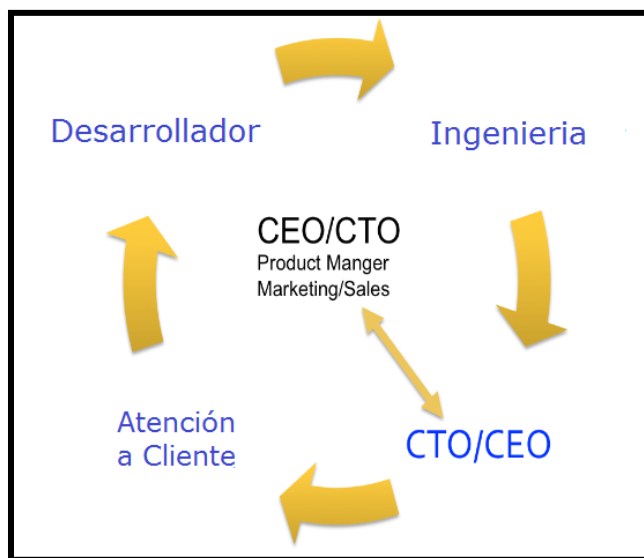 Desarrollador
Ingenieria
CEO/CTO
Product Manger
Marketing/Sales
CTO/CEO
Atención
a Cliente